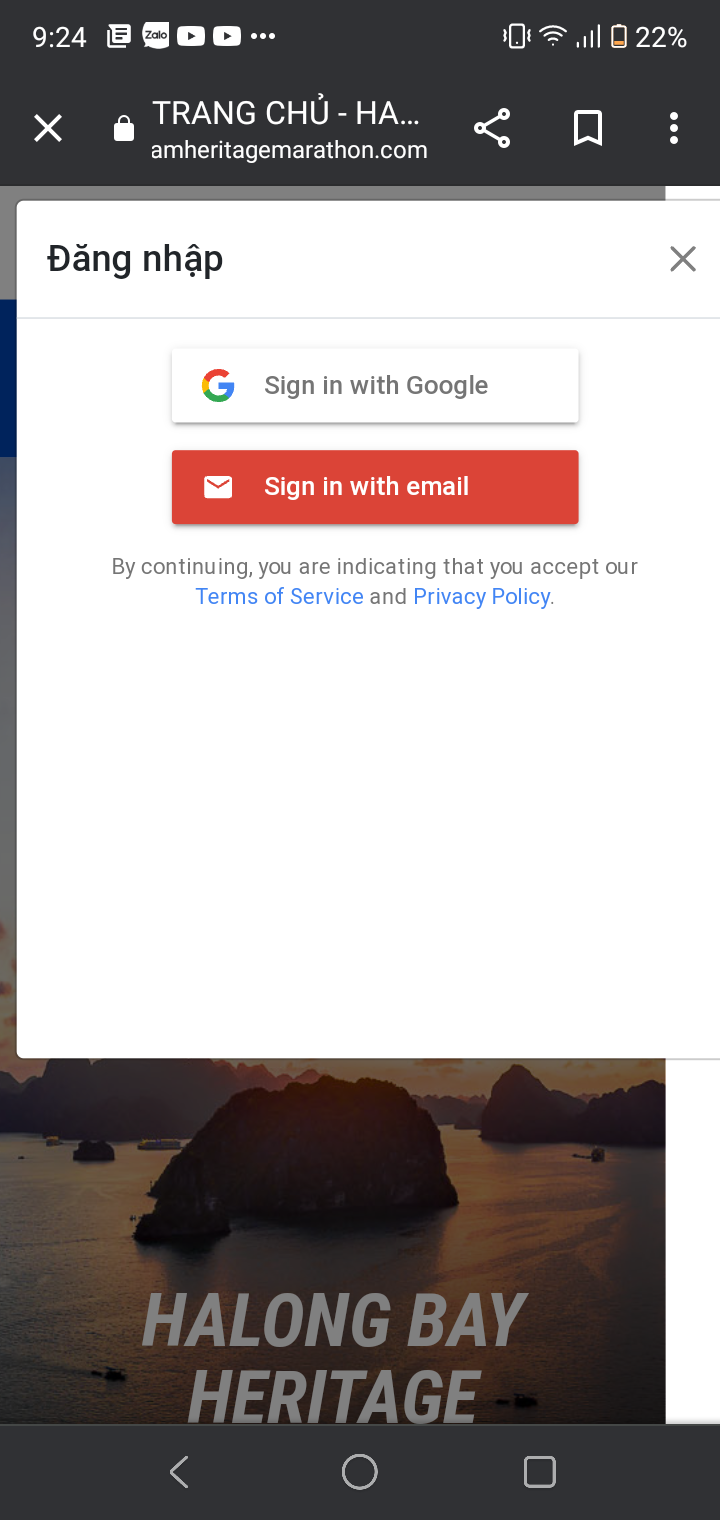 9:24
Zalo
22%
TRANG CHỦ - HA...
amheritagemarathon.com
Đăng nhập
Sign in with Google
Sign in with email
By continuing, you are indicating that you accept our
Terms of Service and Privacy Policy.
HALONG BAY
HERITAGE